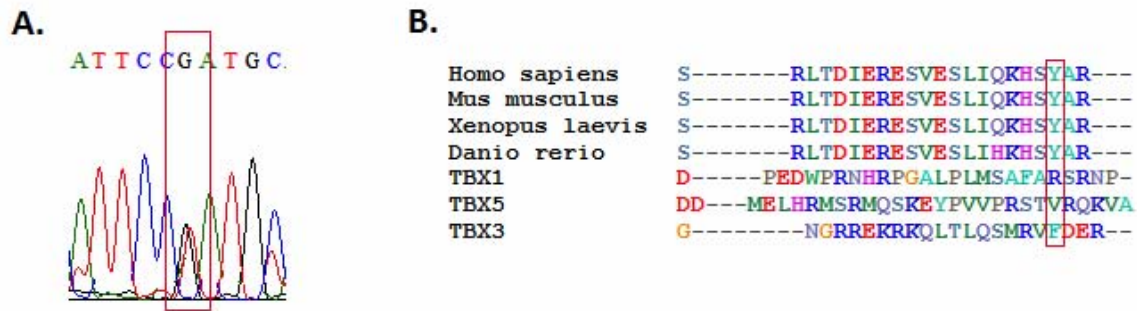 A.
A T T C C G A T G C
B.
Homo sapiens S-------RLTDIERESVESLIQKHSYAR---
Mus musculus S-------RLTDIERESVESLIQKHSYAR---
Xenopus laevis S-------RLTDIERESVESLIQKHSYAR---
Danio rerio S-------RLTDIERESVESLIHKHSYAR---
TBX1 D-----PEDWPRNHRPGALPLMSAFARSRNP-
TBX5 DD---MELHRMSRMQSKEYPVVPRSTVRQKVA
TBX3 G--------NGRREKRKQLTLQSMRVFDER--